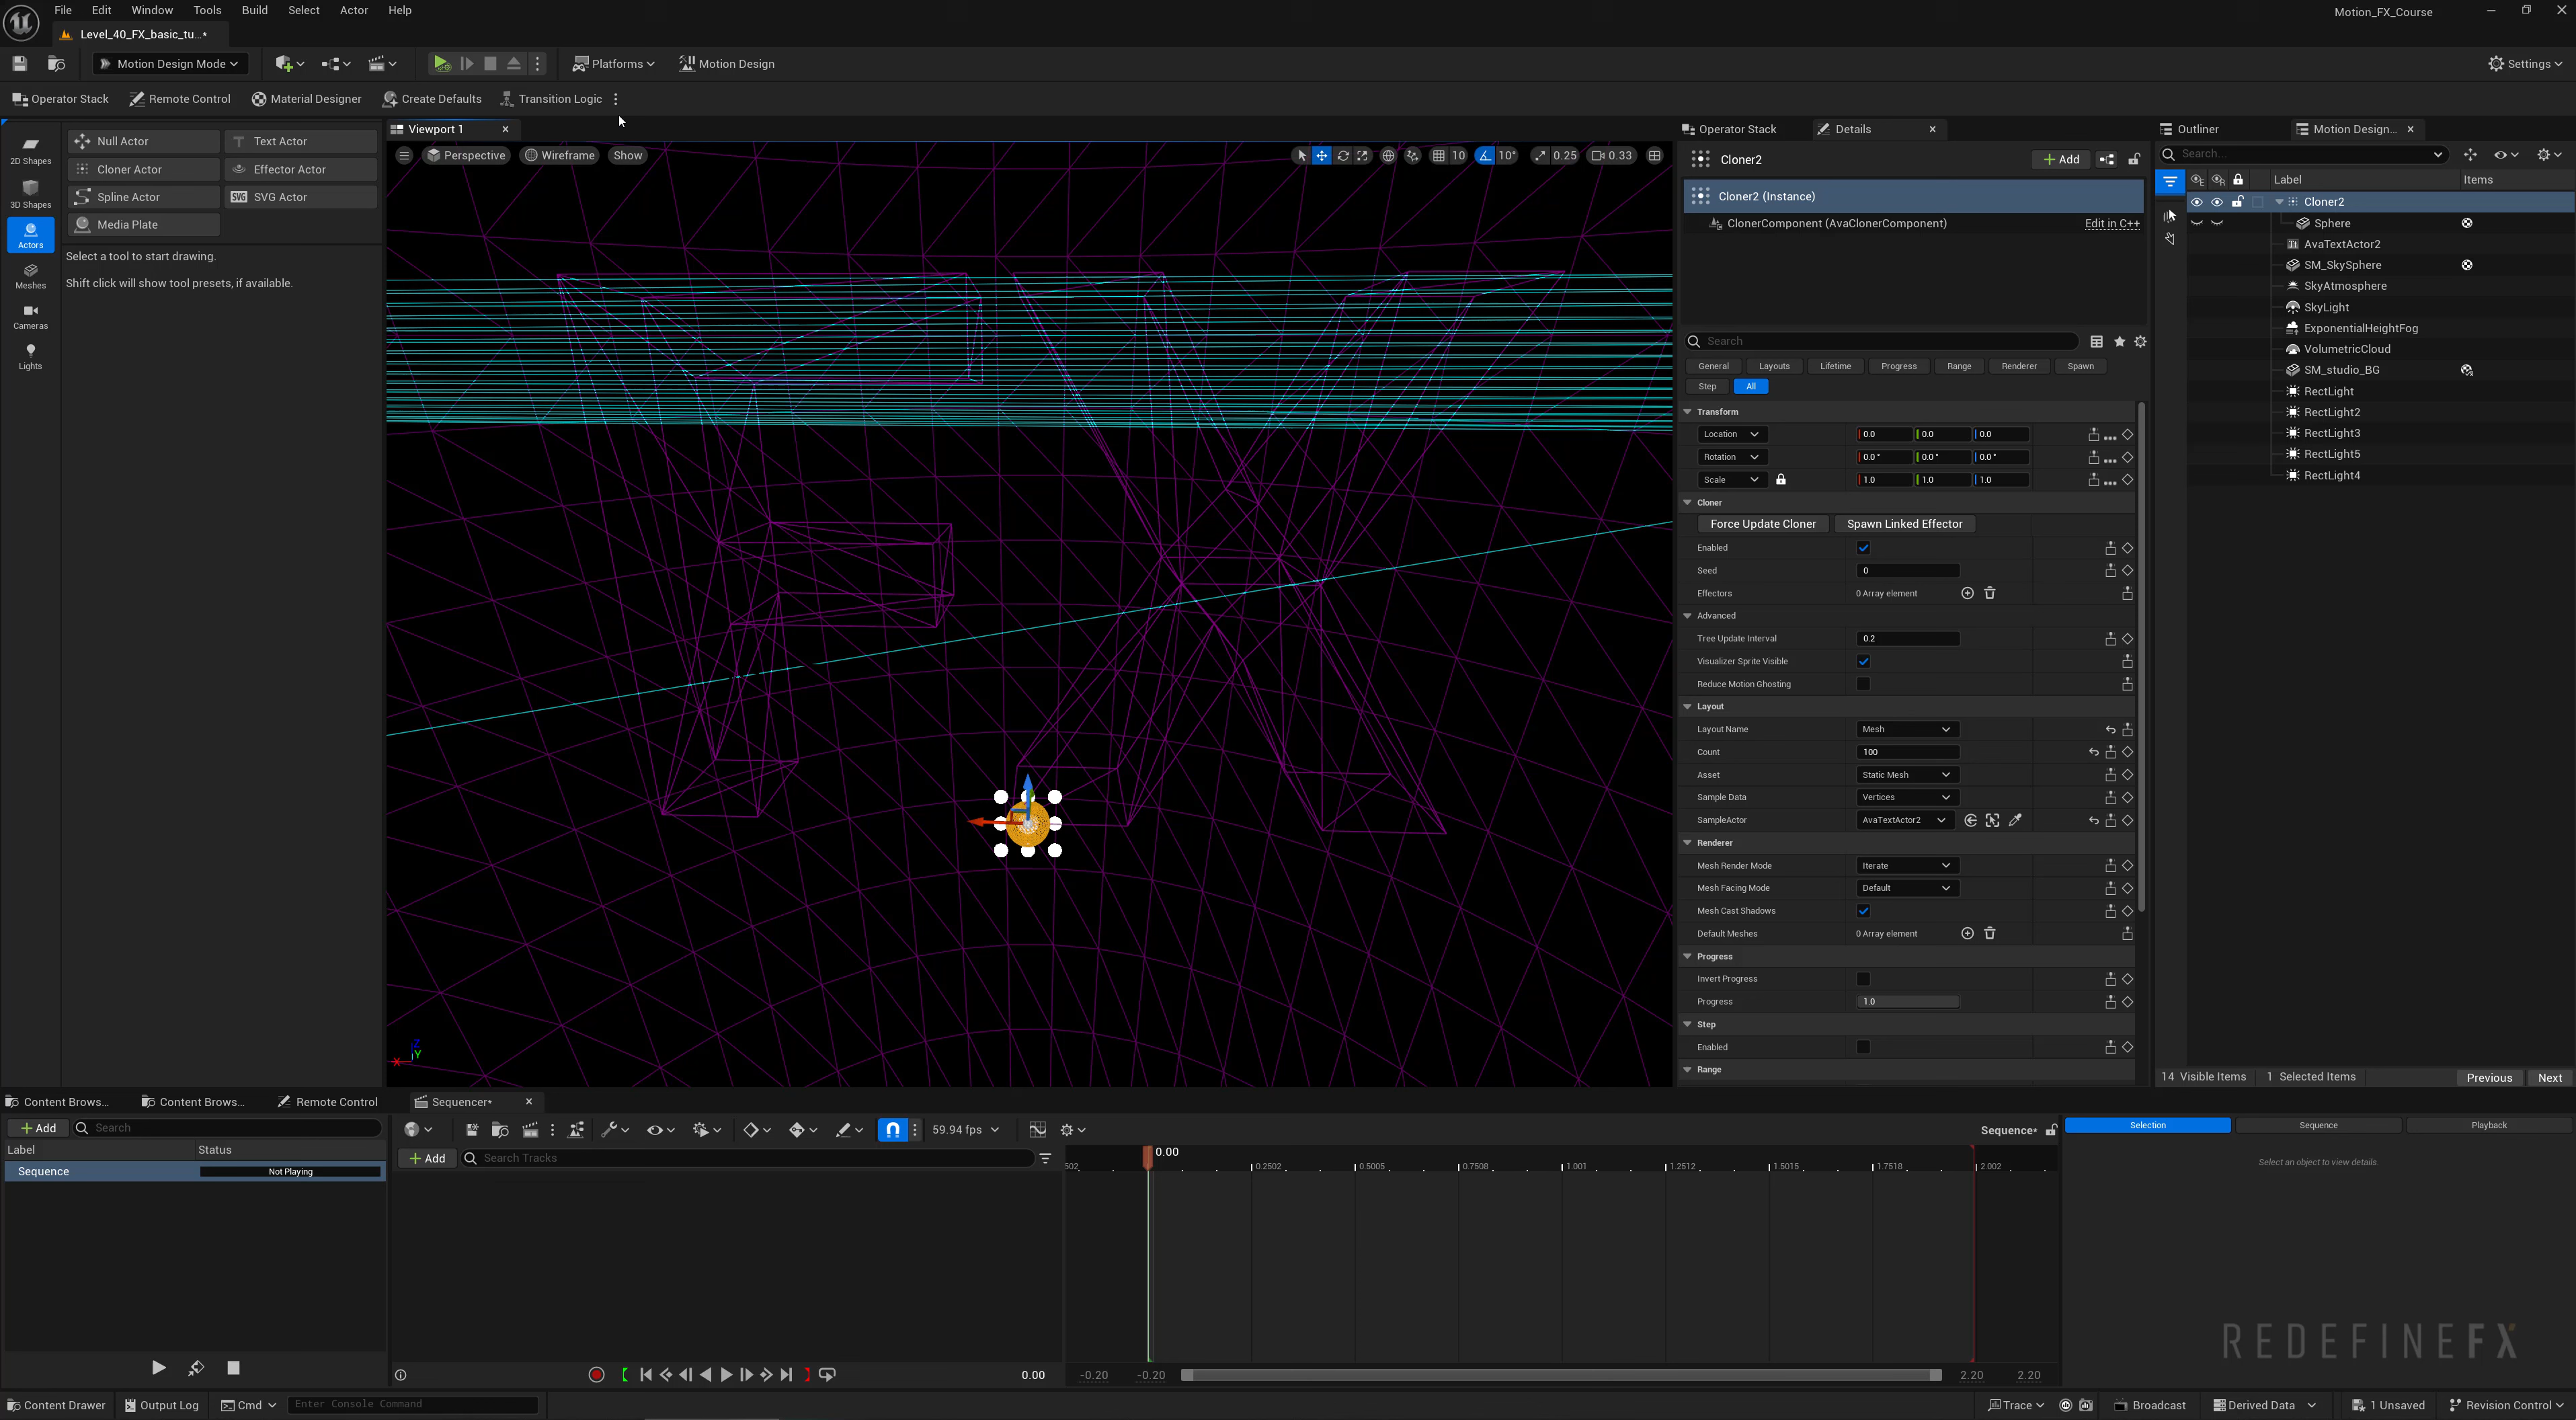 File Edit Window Tools Build Select Actor Help
Motion_FX_Course
Level_40_FX_basic_tu...*
Motion Design Mode
Platforms
Motion Design
Settings
Operator Stack
Remote Control
Material Designer
Create Defaults
Transition Logic
2D Shapes
3D Shapes
Actors
Meshes
Cameras
Lights
Null Actor
Text Actor
Cloner Actor
Effector Actor
Spline Actor
SVG
SVG Actor
Media Plate
Select a tool to start drawing.
Shift click will show tool presets, if available.
Viewport 1
Perspective
Wireframe
Show
10
10°
0.25
0.33
X
Z
Y
Operator Stack
Details
Cloner2
Add
Cloner2 (Instance)
ClonerComponent (AvaClonerComponent)
Edit in C++
Search
General Layouts Lifetime Progress Range Renderer Spawn
Step All
Transform
Location 0.0 0.0 0.0
Rotation 0.0 ° 0.0 ° 0.0 °
Scale 1.0 1.0 1.0
Cloner
Force Update Cloner
Spawn Linked Effector
Enabled
Seed 0
Effectors 0 Array element
Advanced
Tree Update Interval 0.2
Visualizer Sprite Visible
Reduce Motion Ghosting
Layout
Layout Name Mesh
Count 100
Asset Static Mesh
Sample Data Vertices
SampleActor AvaTextActor2
Renderer
Mesh Render Mode Iterate
Mesh Facing Mode Default
Mesh Cast Shadows
Default Meshes 0 Array element
Progress
Invert Progress
Progress 1.0
Step
Enabled
Range
Outliner
Motion Design...
Search...
Label Items
Cloner2
Sphere
AvaTextActor2
SM_SkySphere
SkyAtmosphere
SkyLight
ExponentialHeightFog
VolumetricCloud
SM_studio_BG
RectLight
RectLight2
RectLight3
RectLight5
RectLight4
14 Visible Items
1 Selected Items
Previous
Next
Content Brows...
Content Brows...
Remote Control
Sequencer*
Add
Search
Label Status
Sequence Not Playing
59.94 fps
Sequence*
Add
Search Tracks
0.00
502 0.2502 0.5005 0.7508 1.001 1.2512 1.5015 1.7518 2.002
0.00
-0.20 -0.20
2.20 2.20
Selection
Sequence
Playback
Select an object to view details.
REDEFINEFX
Content Drawer
Output Log
Cmd
Enter Console Command
Trace
Broadcast
Derived Data
1 Unsaved
Revision Control